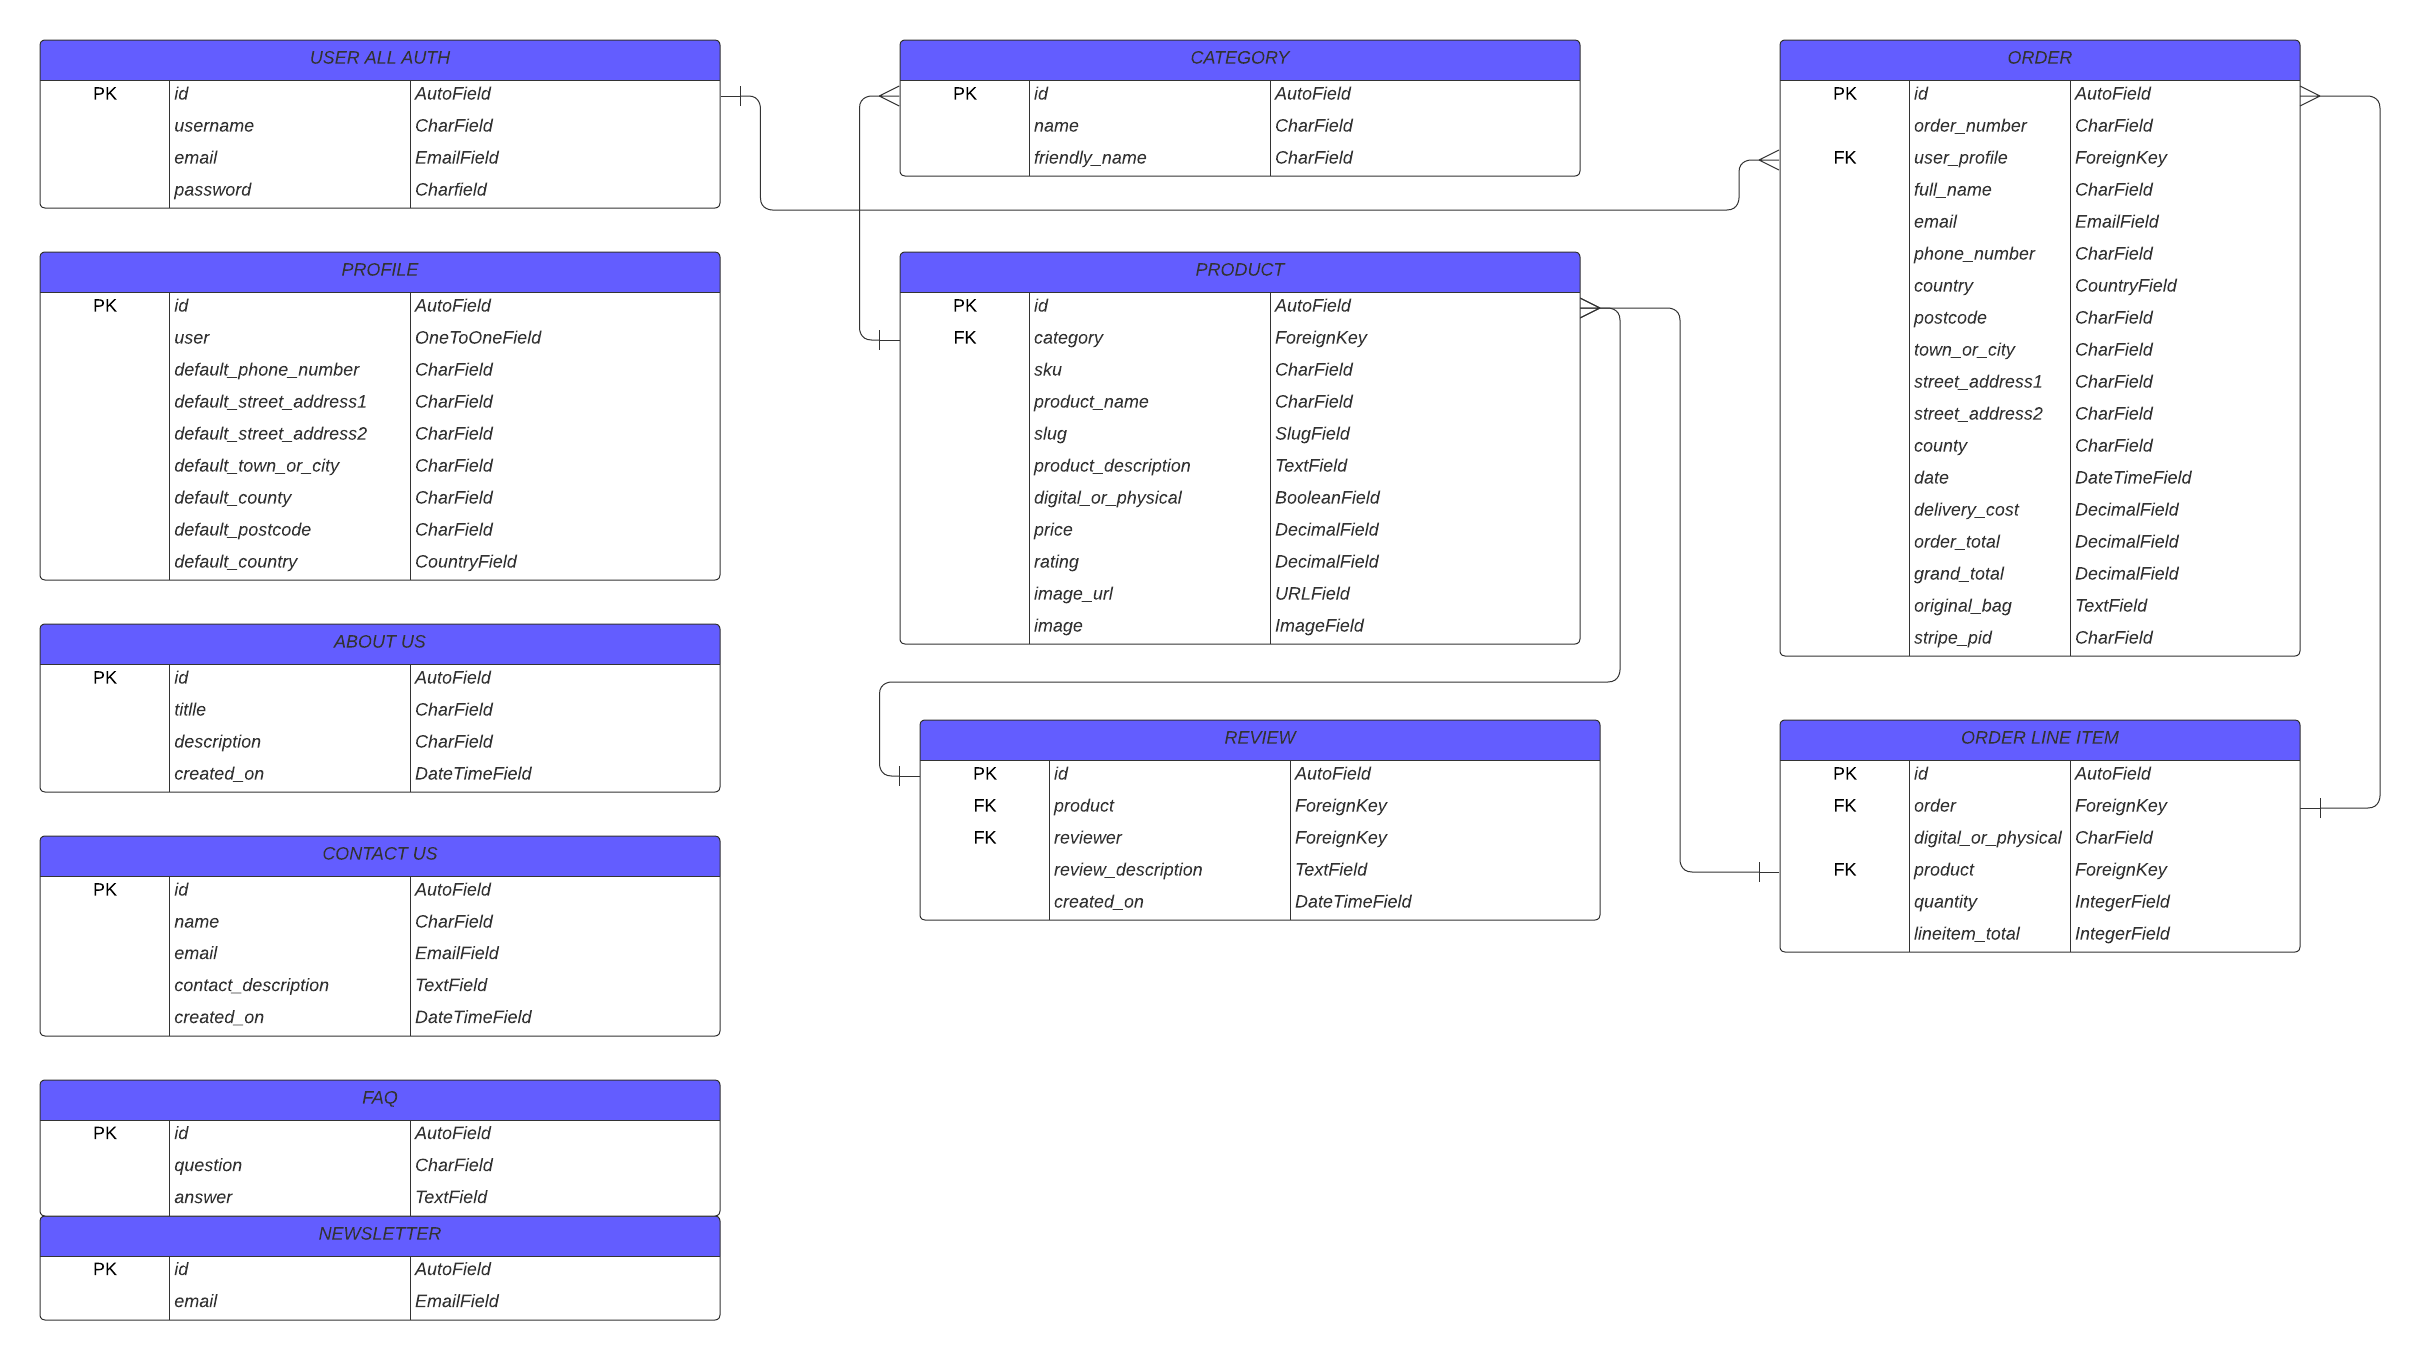 USER ALL AUTH
PK id AutoField
username CharField
email EmailField
password Charfield
PROFILE
PK id AutoField
user OneToOneField
default_phone_number CharField
default_street_address1 CharField
default_street_address2 CharField
default_town_or_city CharField
default_county CharField
default_postcode CharField
default_country CountryField
ABOUT US
PK id AutoField
titlle CharField
description CharField
created_on DateTimeField
CONTACT US
PK id AutoField
name CharField
email EmailField
contact_description TextField
created_on DateTimeField
FAQ
PK id AutoField
question CharField
answer TextField
NEWSLETTER
PK id AutoField
email EmailField
CATEGORY
PK id AutoField
name CharField
friendly_name CharField
PRODUCT
PK id AutoField
FK category ForeignKey
sku CharField
product_name CharField
slug SlugField
product_description TextField
digital_or_physical BooleanField
price DecimalField
rating DecimalField
image_url URLField
image ImageField
REVIEW
PK id AutoField
FK product ForeignKey
FK reviewer ForeignKey
review_description TextField
created_on DateTimeField
ORDER
PK id AutoField
order_number CharField
FK user_profile ForeignKey
full_name CharField
email EmailField
phone_number CharField
country CountryField
postcode CharField
town_or_city CharField
street_address1 CharField
street_address2 CharField
county CharField
date DateTimeField
delivery_cost DecimalField
order_total DecimalField
grand_total DecimalField
original_bag TextField
stripe_pid CharField
ORDER LINE ITEM
PK id AutoField
FK order ForeignKey
digital_or_physical CharField
FK product ForeignKey
quantity IntegerField
lineitem_total IntegerField